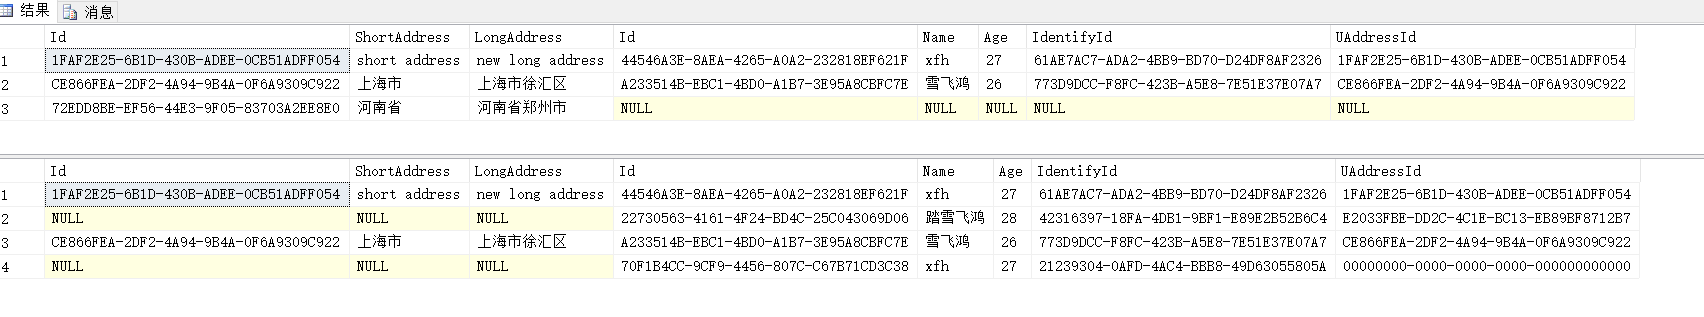 结果 消息
Id ShortAddress LongAddress Id Name Age IdentifyId UAddressId
1 1FAF2E25-6B1D-430B-ADEE-0CB51ADFF054 short address new long address 44546A3E-8AEA-4265-A0A2-232818EF621F xfh 27 61AE7AC7-ADA2-4BB9-BD70-D24DF8AF2326 1FAF2E25-6B1D-430B-ADEE-0CB51ADFF054
2 CE866FEA-2DF2-4A94-9B4A-0F6A9309C922 上海市 上海市徐汇区 A233514B-EBC1-4BD0-A1B7-3E95A8CBFC7E 雪飞鸿 26 773D9DCC-F8FC-423B-A5E8-7E51E37E07A7 CE866FEA-2DF2-4A94-9B4A-0F6A9309C922
3 72EDD8BE-EF56-44E3-9F05-83703A2EE8E0 河南省 河南省郑州市 NULL NULL NULL NULL NULL
Id ShortAddress LongAddress Id Name Age IdentifyId UAddressId
1 1FAF2E25-6B1D-430B-ADEE-0CB51ADFF054 short address new long address 44546A3E-8AEA-4265-A0A2-232818EF621F xfh 27 61AE7AC7-ADA2-4BB9-BD70-D24DF8AF2326 1FAF2E25-6B1D-430B-ADEE-0CB51ADFF054
2 NULL NULL NULL 22730563-4161-4F24-BD4C-25C043069D06 踏雪飞鸿 28 42316397-18FA-4DB1-9BF1-E89E2B52B6C4 E2033FBE-DD2C-4C1E-BC13-EB89BF8712B7
3 CE866FEA-2DF2-4A94-9B4A-0F6A9309C922 上海市 上海市徐汇区 A233514B-EBC1-4BD0-A1B7-3E95A8CBFC7E 雪飞鸿 26 773D9DCC-F8FC-423B-A5E8-7E51E37E07A7 CE866FEA-2DF2-4A94-9B4A-0F6A9309C922
4 NULL NULL NULL 70F1B4CC-9CF9-4456-807C-C67B71CD3C38 xfh 27 21239304-0AFD-4AC4-BBB8-49D63055805A 00000000-0000-0000-0000-000000000000